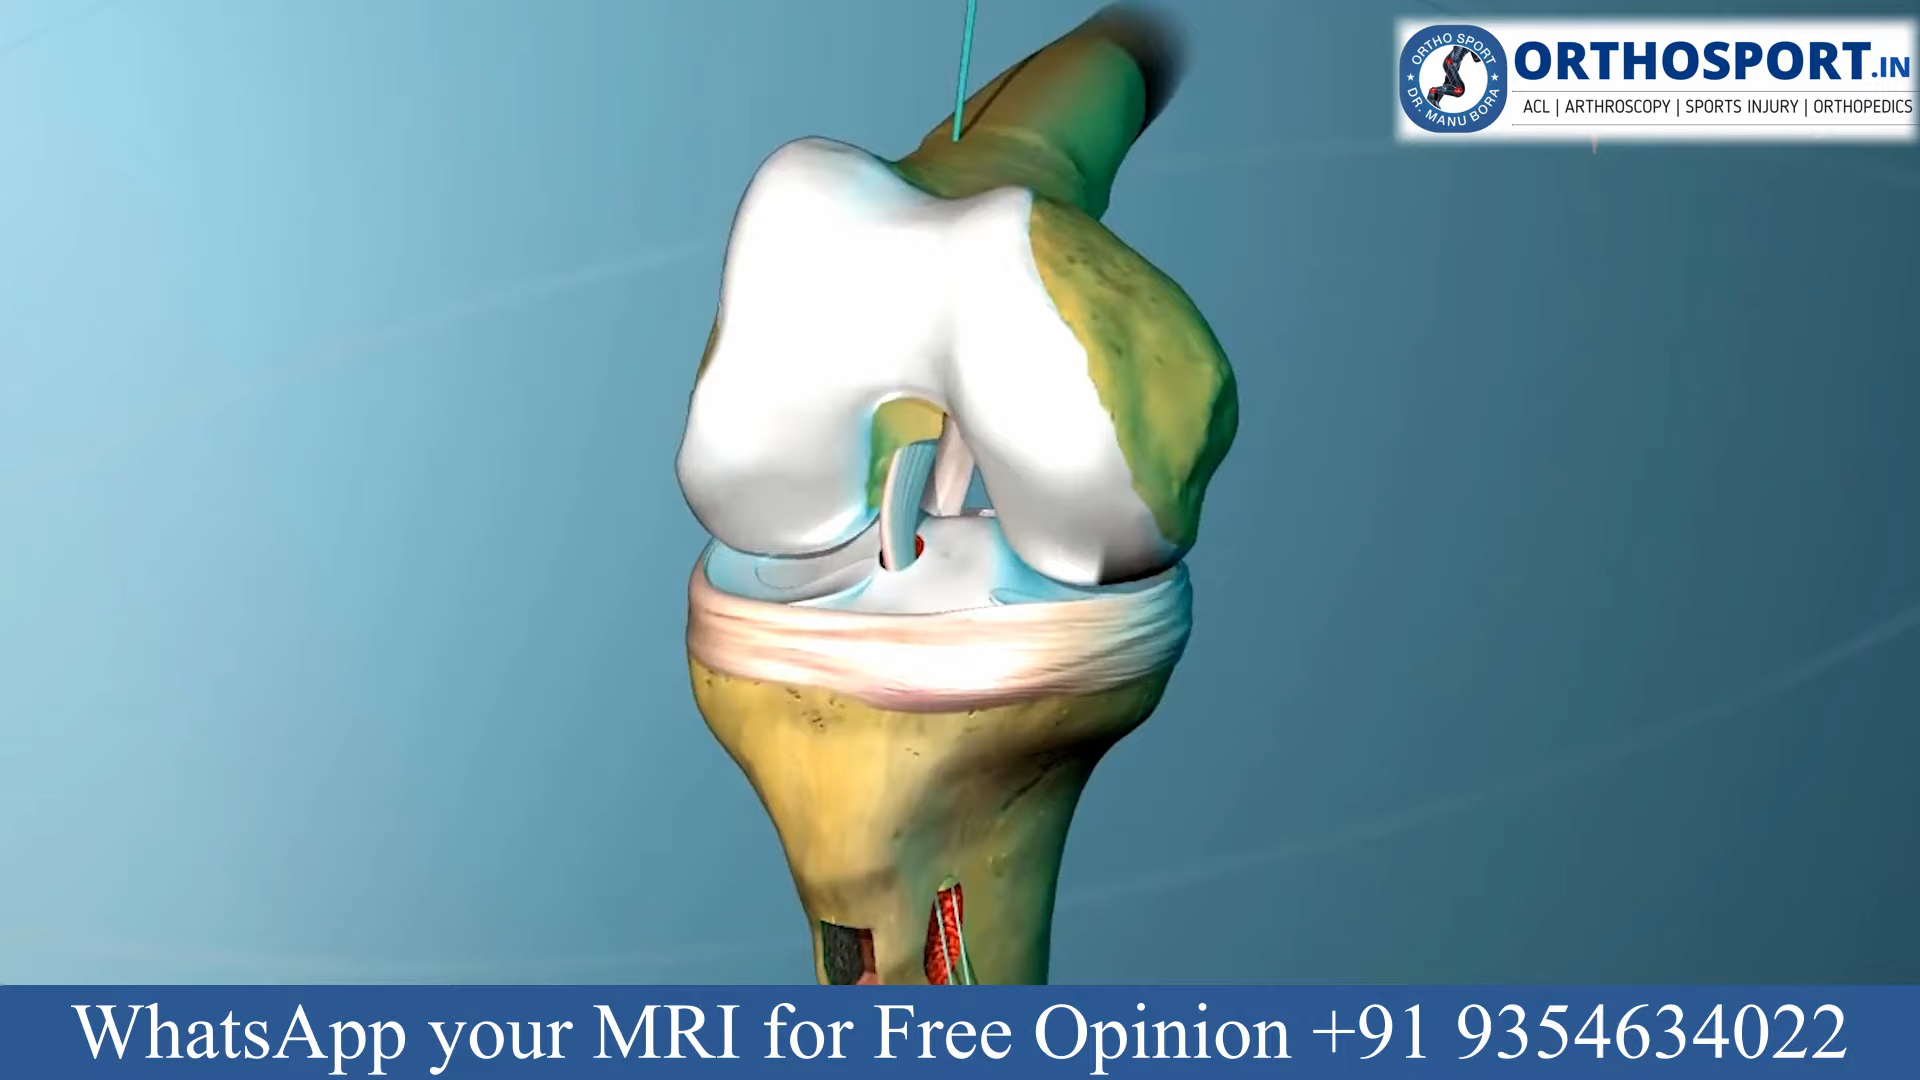 ORTHO SPORT
DR. MANU BORA
ORTHOSPORT.IN
ACL | ARTHROSCOPY | SPORTS INJURY | ORTHOPEDICS
WhatsApp your MRI for Free Opinion +91 9354634022